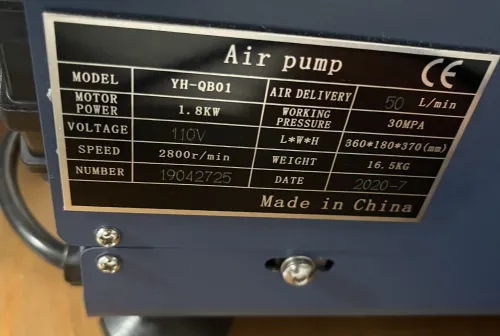 Air pump CE
MODEL YH-QB01 AIR DELIVERY 50 L/min
MOTOR POWER 1.8KW WORKING PRESSURE 30MPA
VOLTAGE 110V L*W*H 360*180*370(mm)
SPEED 2800r/min WEIGHT 16.5KG
NUMBER 19042725 DATE 2020-7
Made in China